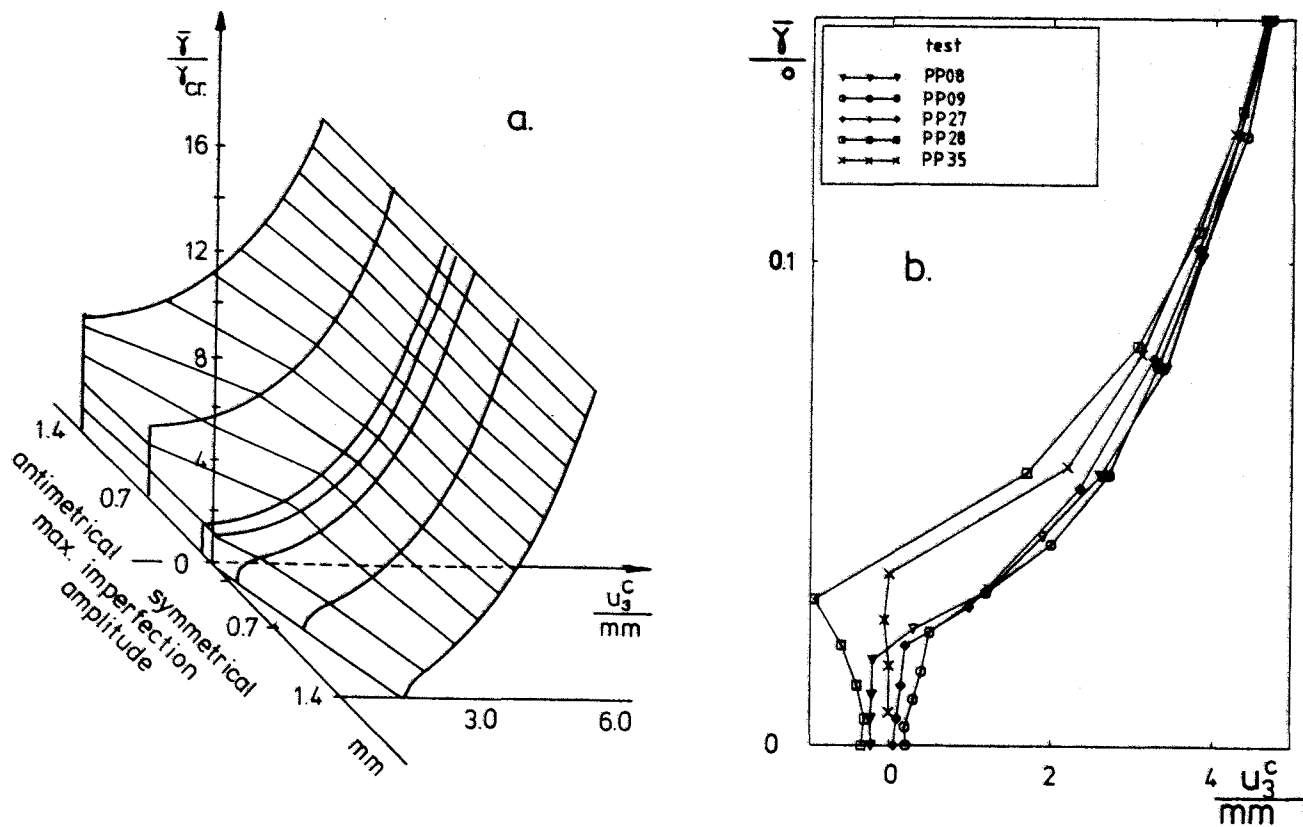 γ̄
γcr.
a.
16
12
8
4
0
1.4
0.7
antimetrical
symmetrical
max. imperfection
amplitude
0.7
1.4
mm
u₃ᶜ
mm
3.0
6.0
γ̄
o
test
PP08
PP09
PP27
PP28
PP35
0.1
b.
0
0
2
4
u₃ᶜ
mm